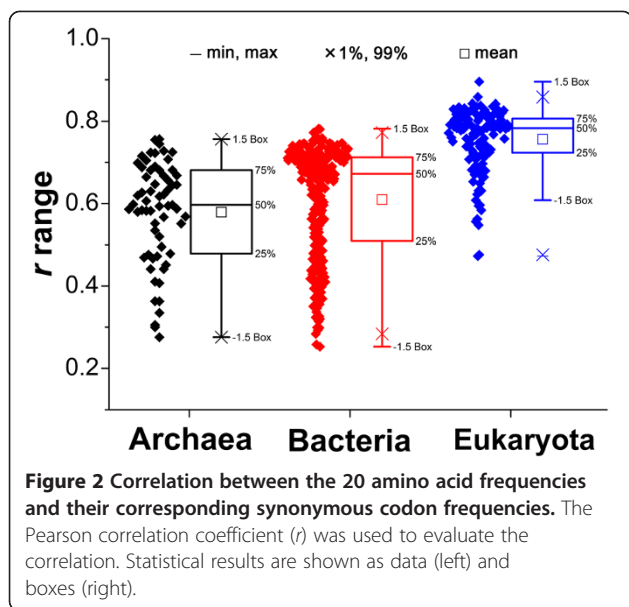 – min, max × 1%, 99% □ mean
1.0
0.8
0.6
0.4
0.2
r range
1.5 Box
75%
50%
25%
-1.5 Box
1.5 Box
75%
50%
25%
-1.5 Box
1.5 Box
75%
50%
25%
-1.5 Box
Archaea Bacteria Eukaryota
Figure 2 Correlation between the 20 amino acid frequencies
and their corresponding synonymous codon frequencies. The
Pearson correlation coefficient (r) was used to evaluate the
correlation. Statistical results are shown as data (left) and
boxes (right).